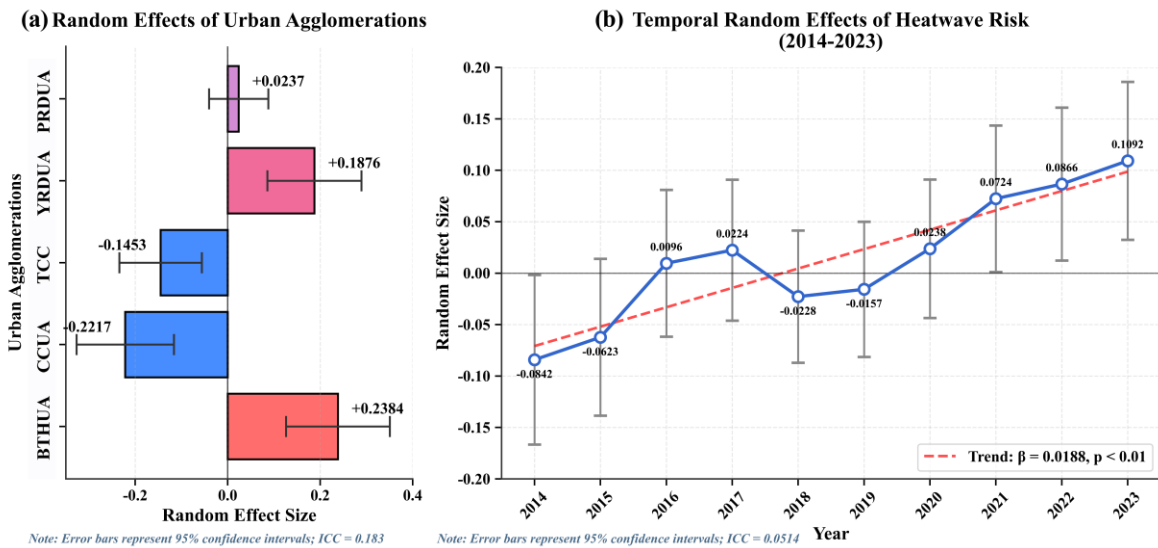 (a) Random Effects of Urban Agglomerations
Urban Agglomerations
PRDUA
YRDUA
TCC
CCUA
BTHUA
+0.0237
+0.1876
-0.1453
-0.2217
+0.2384
-0.2
0.0
0.2
0.4
Random Effect Size
Note: Error bars represent 95% confidence intervals; ICC = 0.183
(b) Temporal Random Effects of Heatwave Risk
(2014-2023)
Random Effect Size
0.20
0.15
0.10
0.05
0.00
-0.05
-0.10
-0.15
-0.20
-0.0842
-0.0623
0.0096
0.0224
-0.0228
-0.0157
0.0238
0.0724
0.0866
0.1092
Trend: β = 0.0188, p < 0.01
2014
2015
2016
2017
2018
2019
2020
2021
2022
2023
Year
Note: Error bars represent 95% confidence intervals; ICC = 0.0514